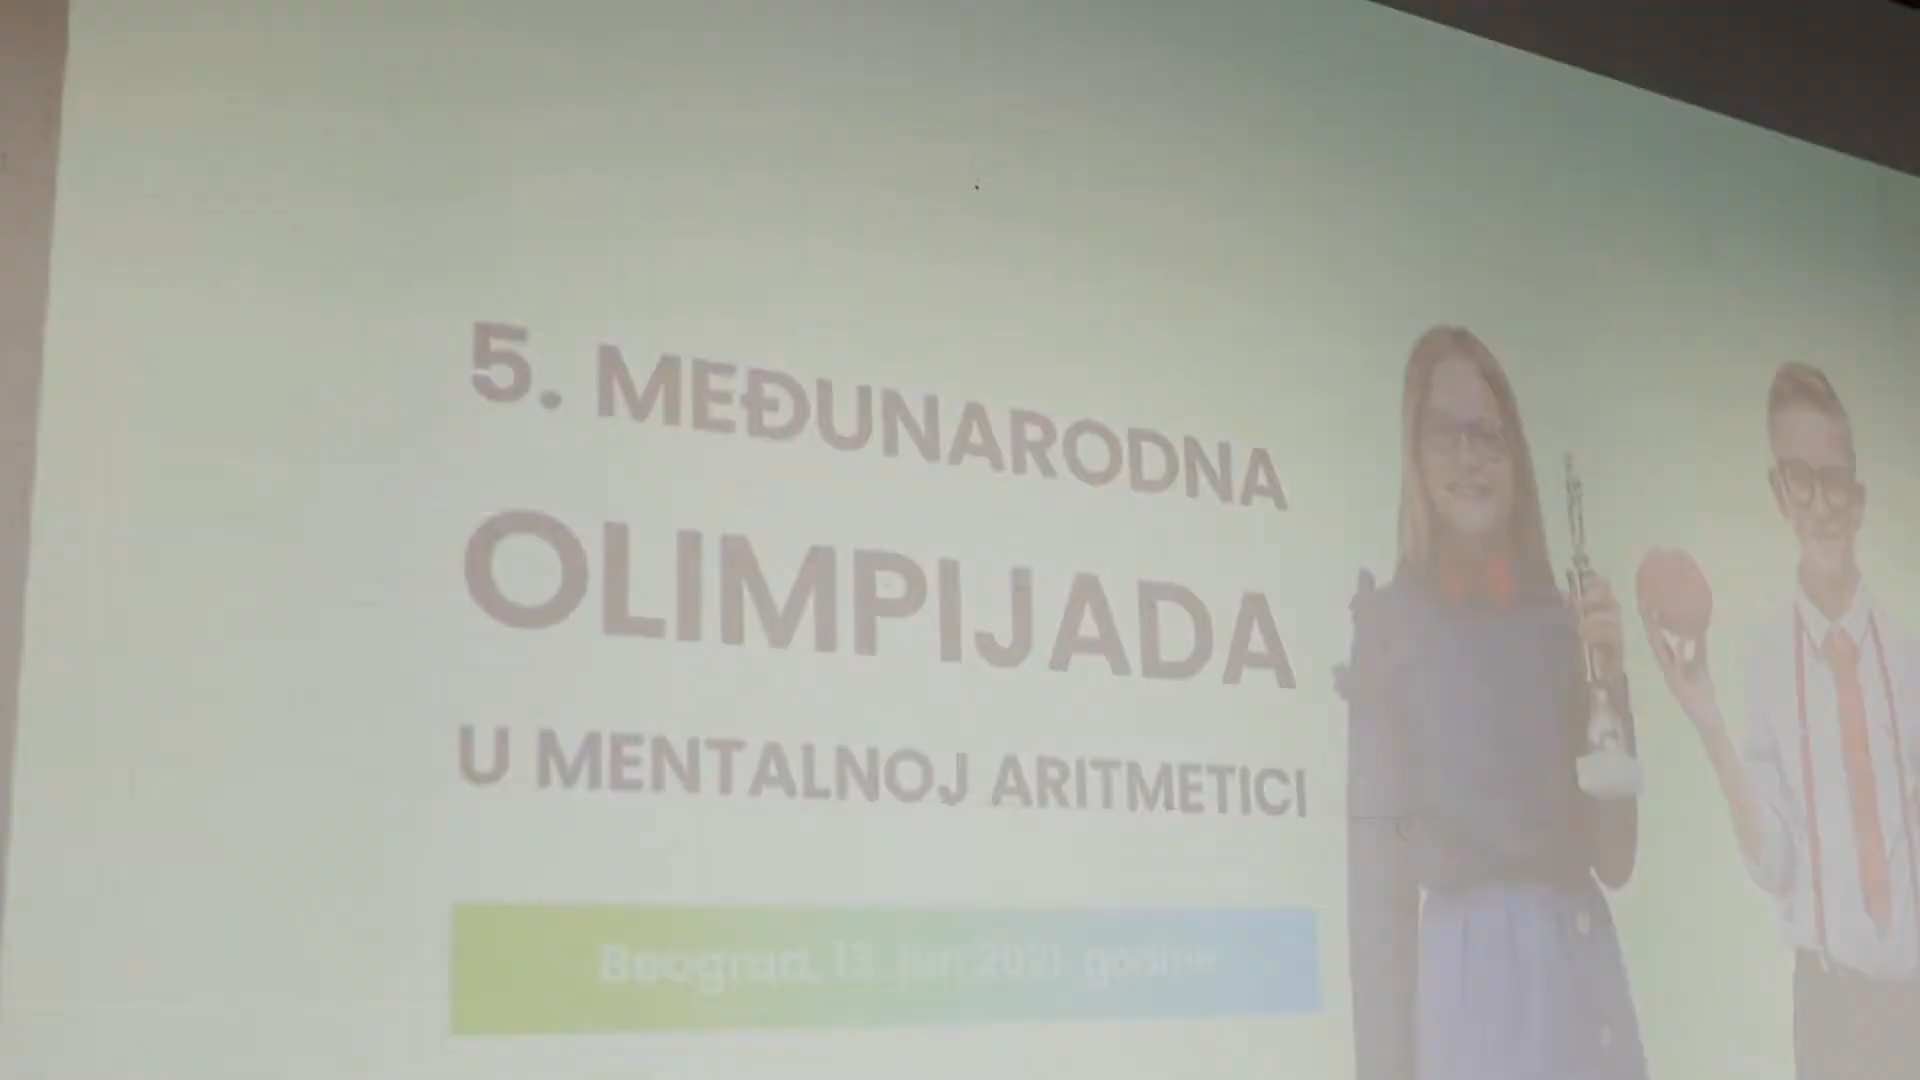 5. MEĐUNARODNA
OLIMPIJADA
U MENTALNOJ ARITMETICI
Beograd, 13. jun 2021. godine